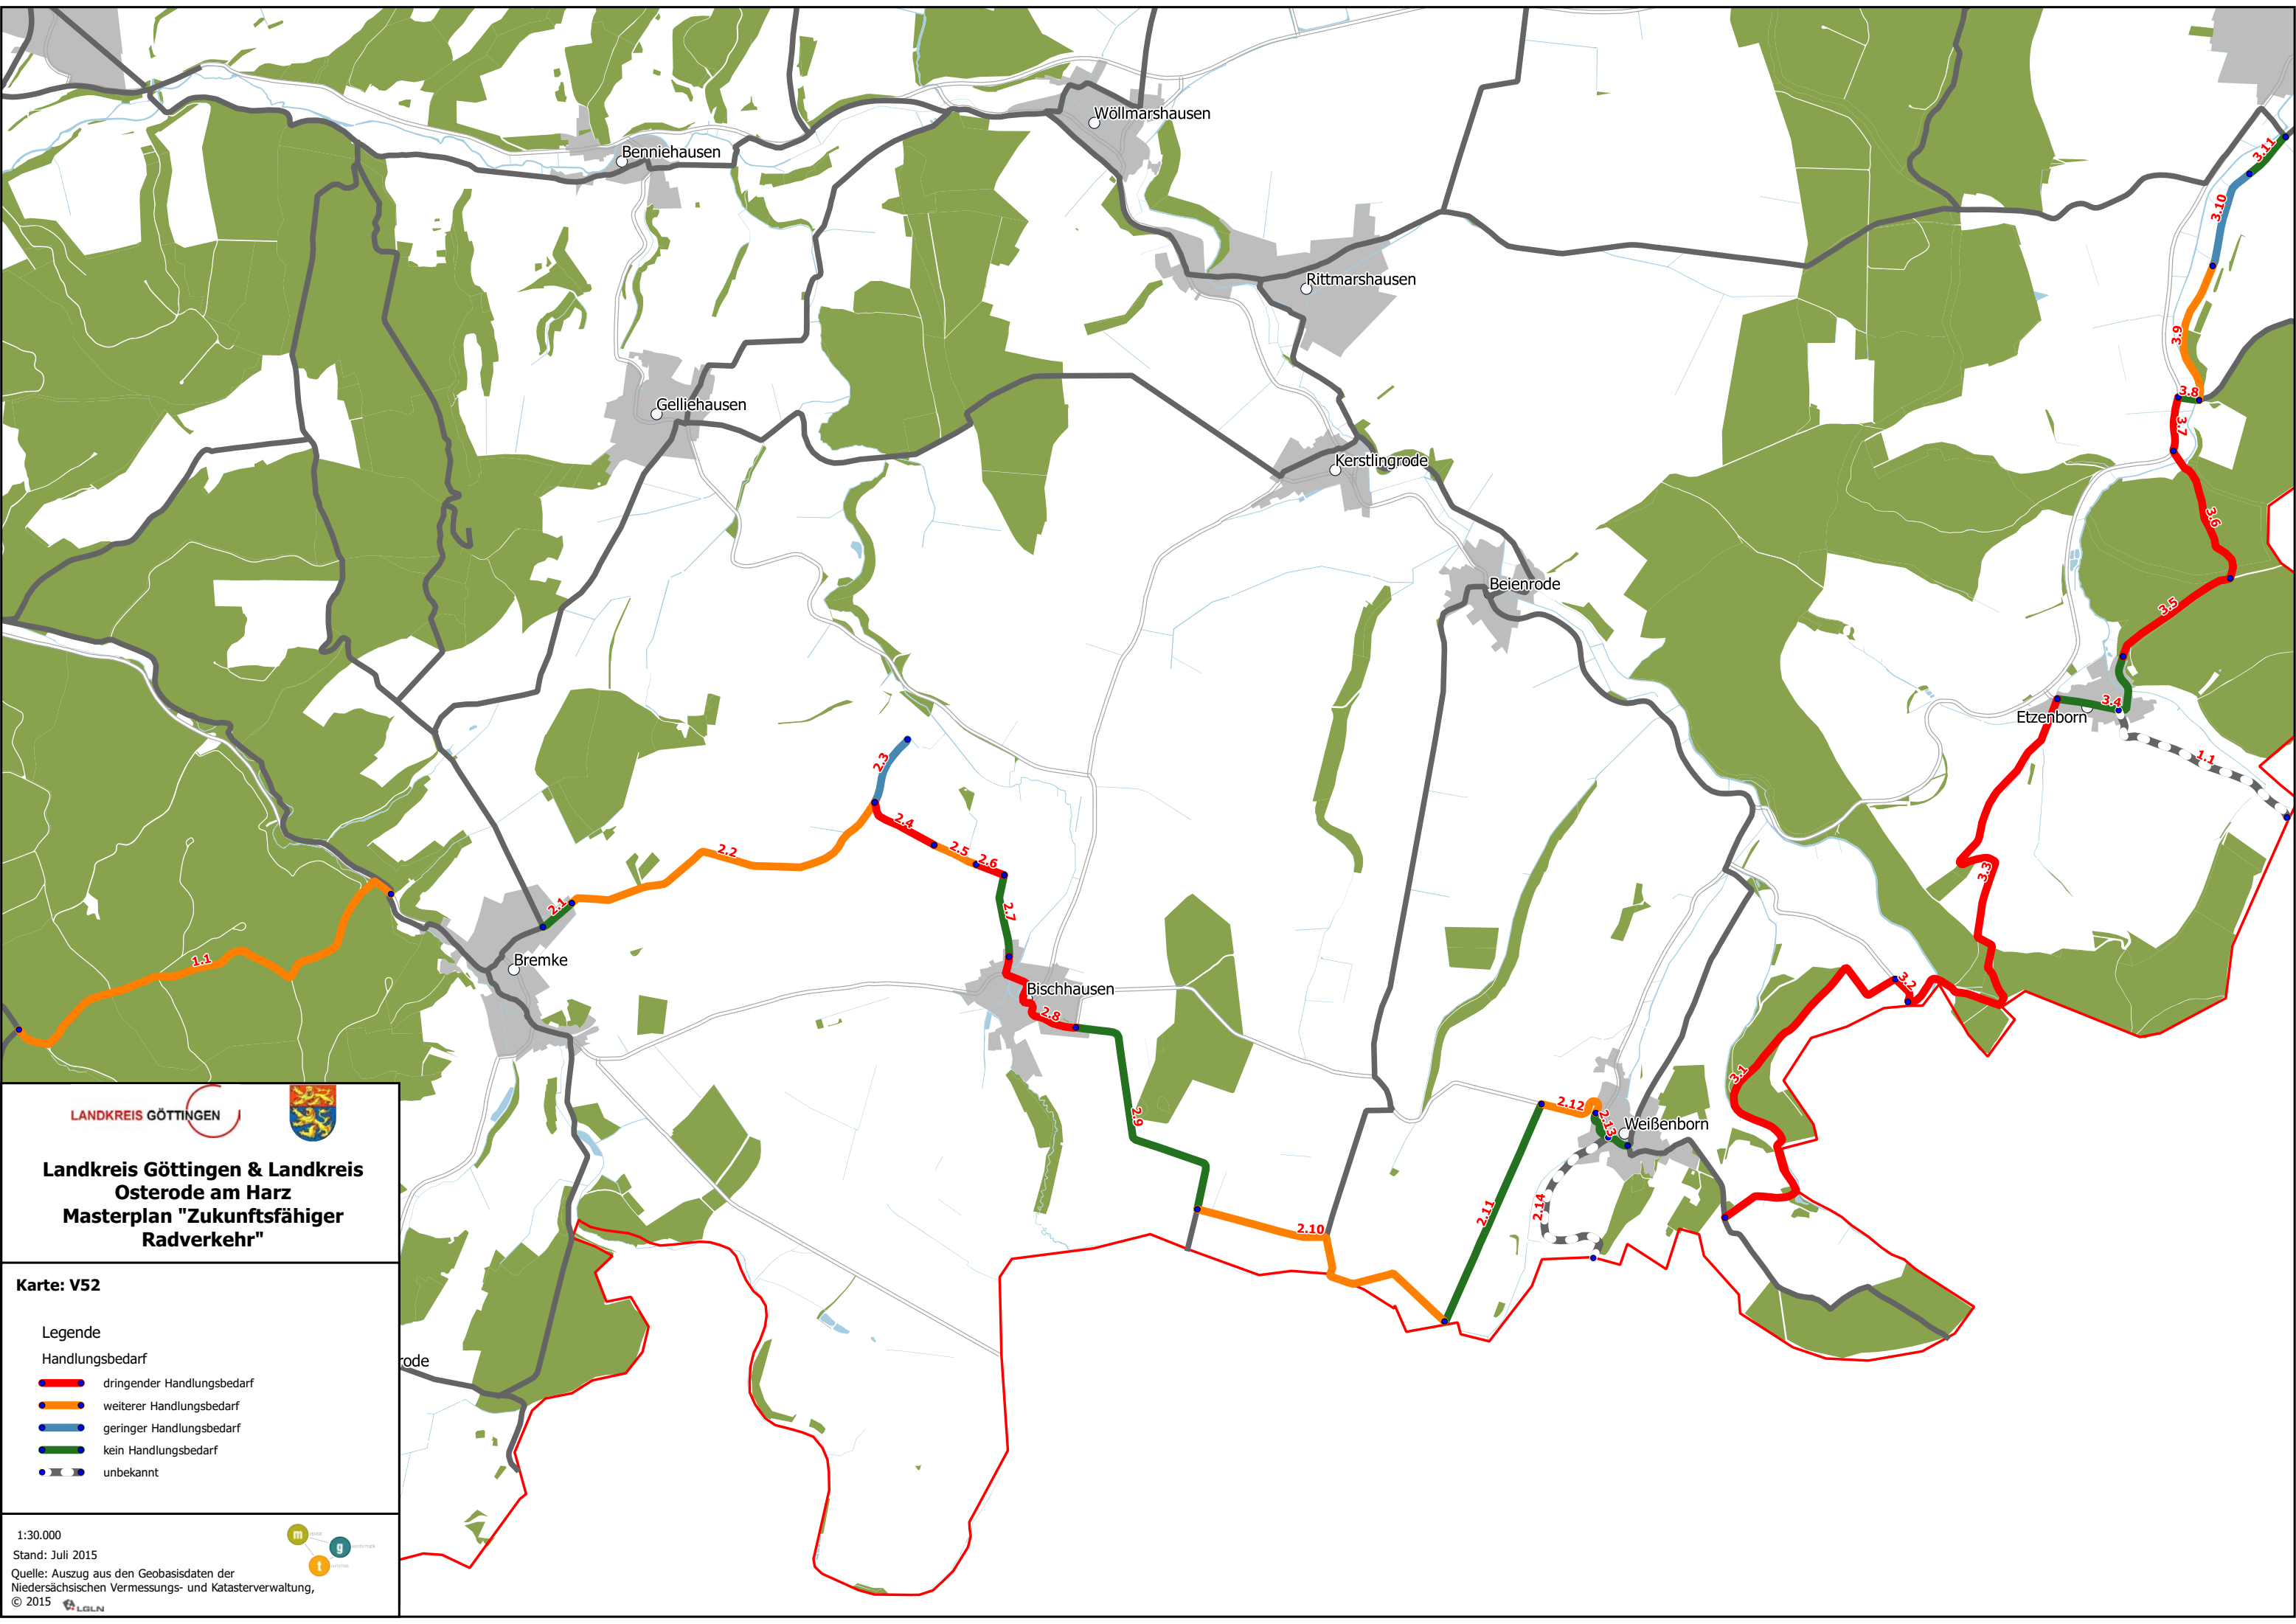 Wöllmarshausen
Benniehausen
3.11
3.10
Rittmarshausen
3.9
3.8
Gelliehausen
3.7
Kerstlingrode
3.6
Beienrode
3.5
3.4
Etzenborn
1.1
2.3
2.4
2.2
2.5
2.6
3.3
2.1
2.7
1.1
Bremke
3.2
Bischhausen
2.8
3.1
2.9
2.12
2.13
Weißenborn
2.14
2.11
2.10
rode
LANDKREIS GÖTTINGEN
Landkreis Göttingen & Landkreis
Osterode am Harz
Masterplan "Zukunftsfähiger
Radverkehr"
Karte: V52
Legende
Handlungsbedarf
dringender Handlungsbedarf
weiterer Handlungsbedarf
geringer Handlungsbedarf
kein Handlungsbedarf
unbekannt
1:30.000
m
g
t
Stand: Juli 2015
Quelle: Auszug aus den Geobasisdaten der
Niedersächsischen Vermessungs- und Katasterverwaltung,
© 2015 LGLN